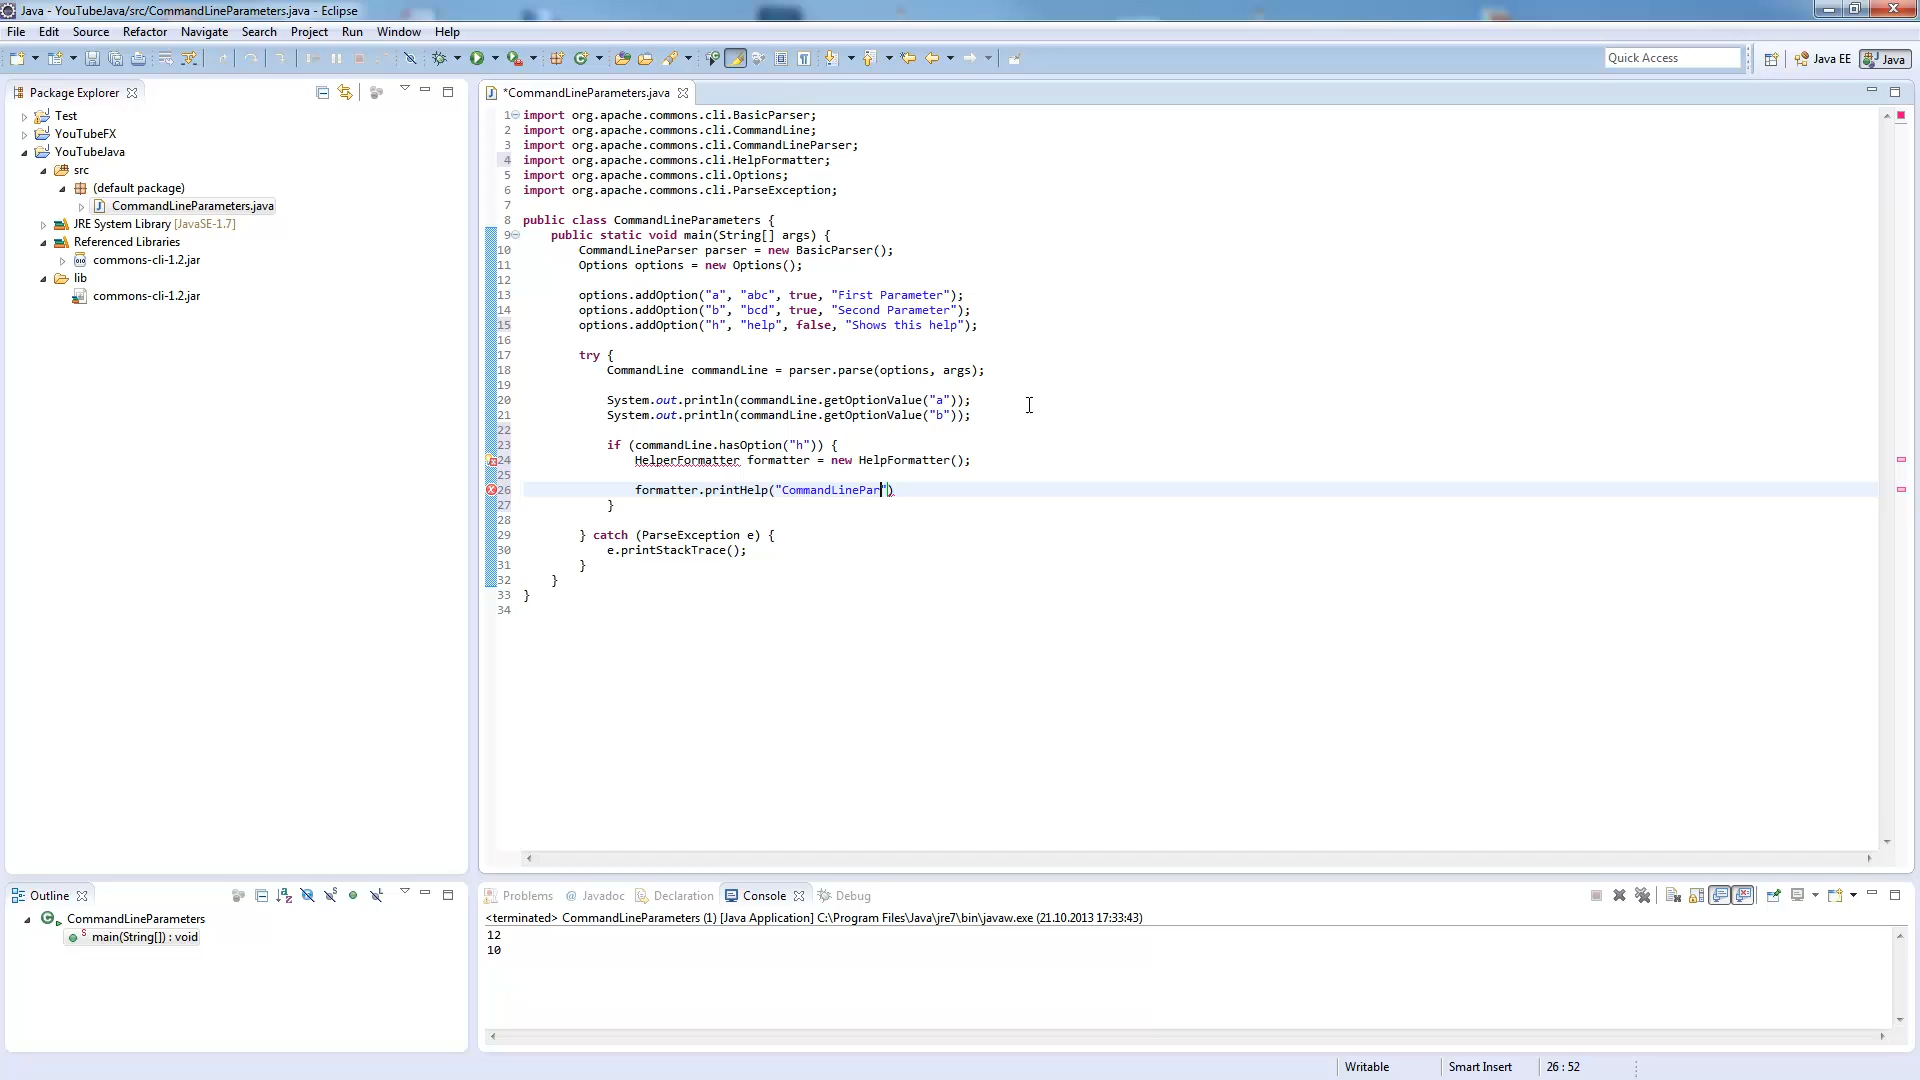 Java - YouTubeJava/src/CommandLineParameters.java - Eclipse
File Edit Source Refactor Navigate Search Project Run Window Help
Quick Access Java EE Java
Package Explorer
Test
YouTubeFX
YouTubeJava
src
(default package)
CommandLineParameters.java
JRE System Library [JavaSE-1.7]
Referenced Libraries
commons-cli-1.2.jar
lib
commons-cli-1.2.jar
*CommandLineParameters.java
1 import org.apache.commons.cli.BasicParser;
2 import org.apache.commons.cli.CommandLine;
3 import org.apache.commons.cli.CommandLineParser;
4 import org.apache.commons.cli.HelpFormatter;
5 import org.apache.commons.cli.Options;
6 import org.apache.commons.cli.ParseException;
7
8 public class CommandLineParameters {
9 public static void main(String[] args) {
10 CommandLineParser parser = new BasicParser();
11 Options options = new Options();
12
13 options.addOption("a", "abc", true, "First Parameter");
14 options.addOption("b", "bcd", true, "Second Parameter");
15 options.addOption("h", "help", false, "Shows this help");
16
17 try {
18 CommandLine commandLine = parser.parse(options, args);
19
20 System.out.println(commandLine.getOptionValue("a"));
21 System.out.println(commandLine.getOptionValue("b"));
22
23 if (commandLine.hasOption("h")) {
24 HelperFormatter formatter = new HelpFormatter();
25
26 formatter.printHelp("CommandLinePar")
27 }
28
29 } catch (ParseException e) {
30 e.printStackTrace();
31 }
32 }
33 }
34
Outline
CommandLineParameters
main(String[]) : void
Problems Javadoc Declaration Console Debug
<terminated> CommandLineParameters (1) [Java Application] C:\Program Files\Java\jre7\bin\javaw.exe (21.10.2013 17:33:43)
12
10
Writable Smart Insert 26 : 52